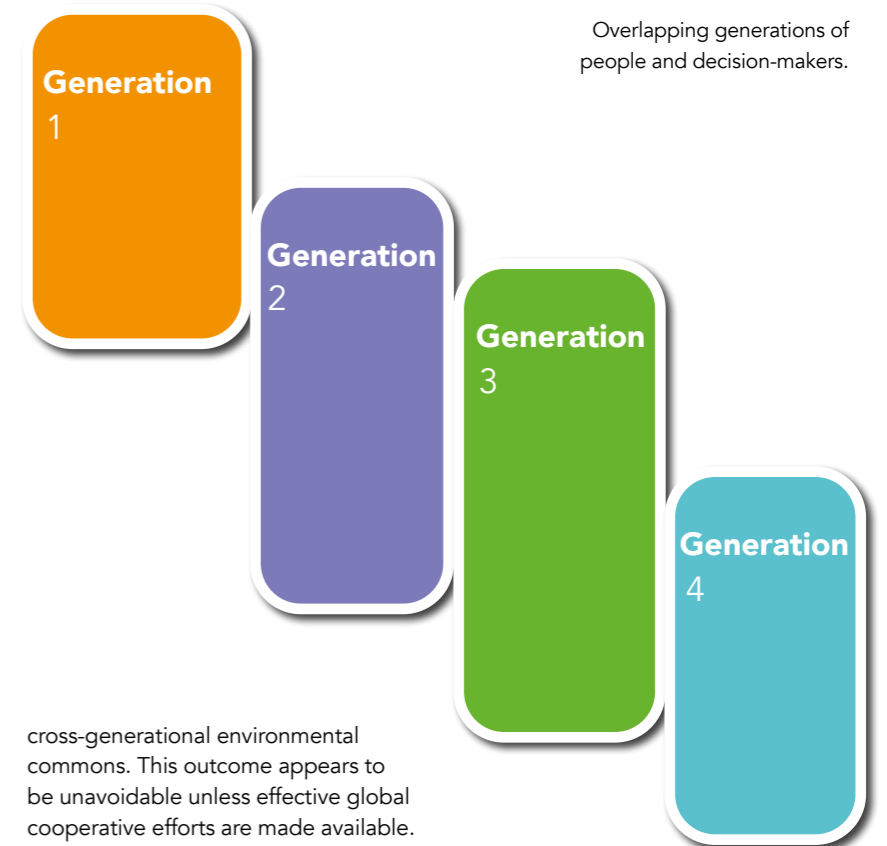 Overlapping generations of
people and decision-makers.
Generation
1
Generation
2
Generation
3
Generation
4
cross-generational environmental
commons. This outcome appears to
be unavoidable unless effective global
cooperative efforts are made available.